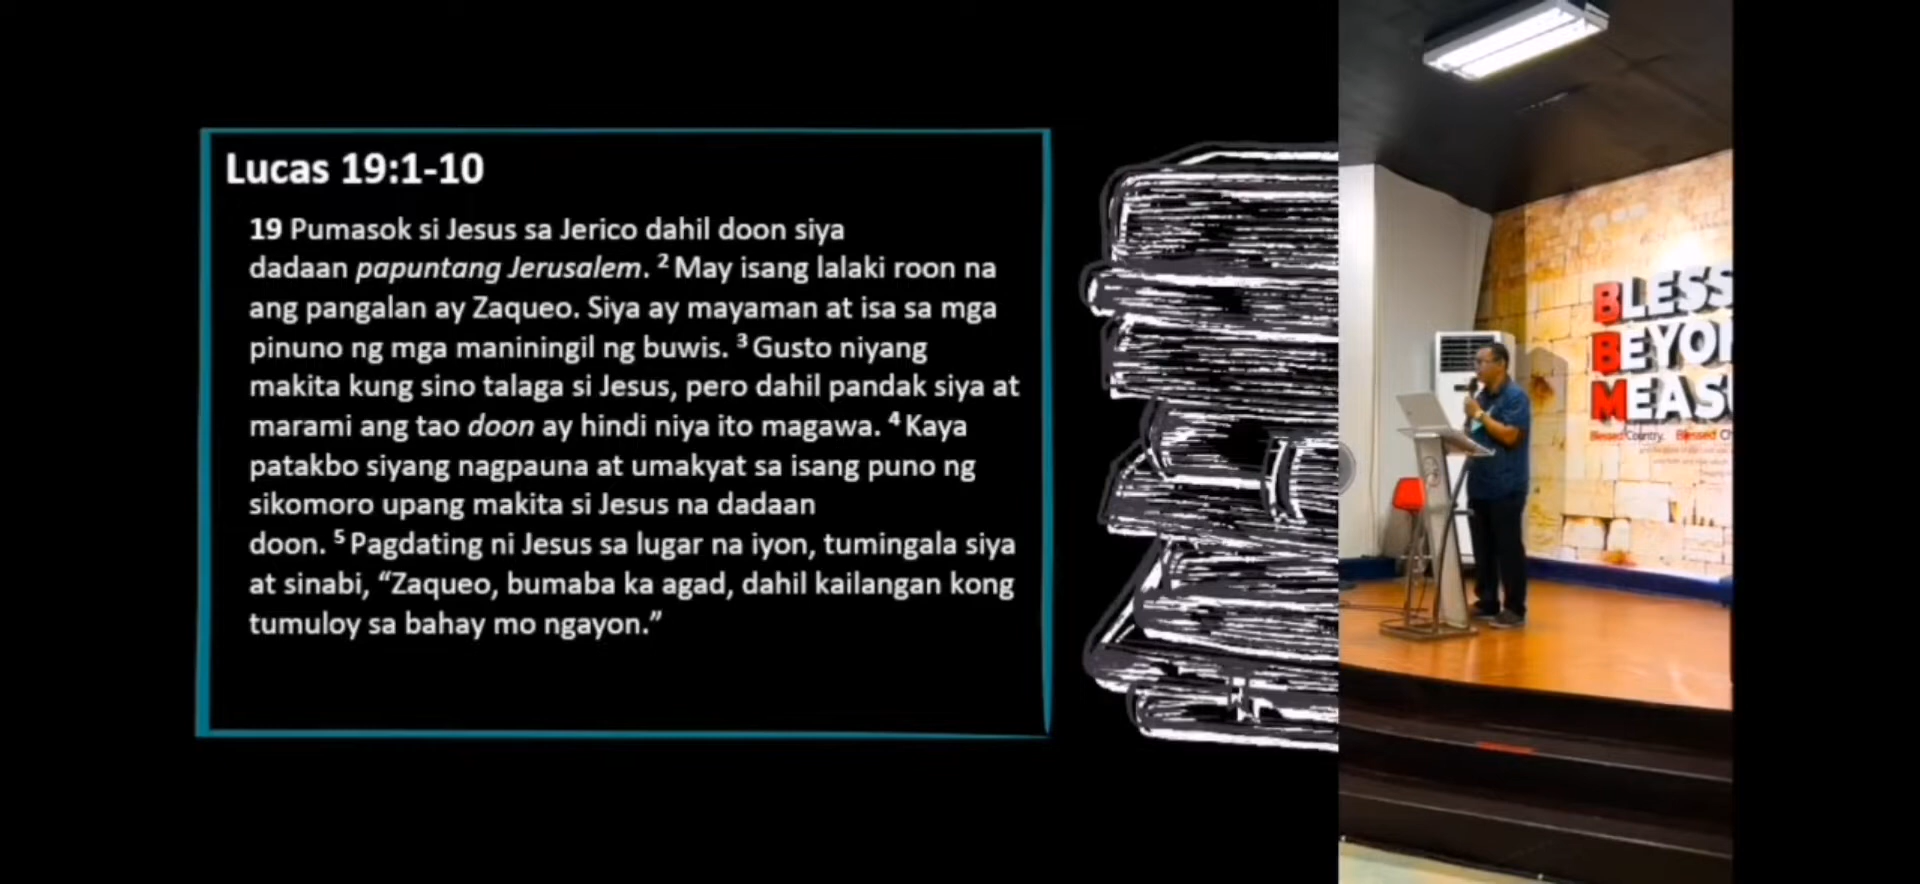 Lucas 19:1-10
19 Pumasok si Jesus sa Jerico dahil doon siya
dadaan papuntang Jerusalem. ² May isang lalaki roon na
ang pangalan ay Zaqueo. Siya ay mayaman at isa sa mga
pinuno ng mga maniningil ng buwis. ³ Gusto niyang
makita kung sino talaga si Jesus, pero dahil pandak siya at
marami ang tao doon ay hindi niya ito magawa. ⁴ Kaya
patakbo siyang nagpauna at umakyat sa isang puno ng
sikomoro upang makita si Jesus na dadaan
doon. ⁵ Pagdating ni Jesus sa lugar na iyon, tumingala siya
at sinabi, “Zaqueo, bumaba ka agad, dahil kailangan kong
tumuloy sa bahay mo ngayon.”
BLESS
BEYO
MEAS
Blessed Country. Blessed